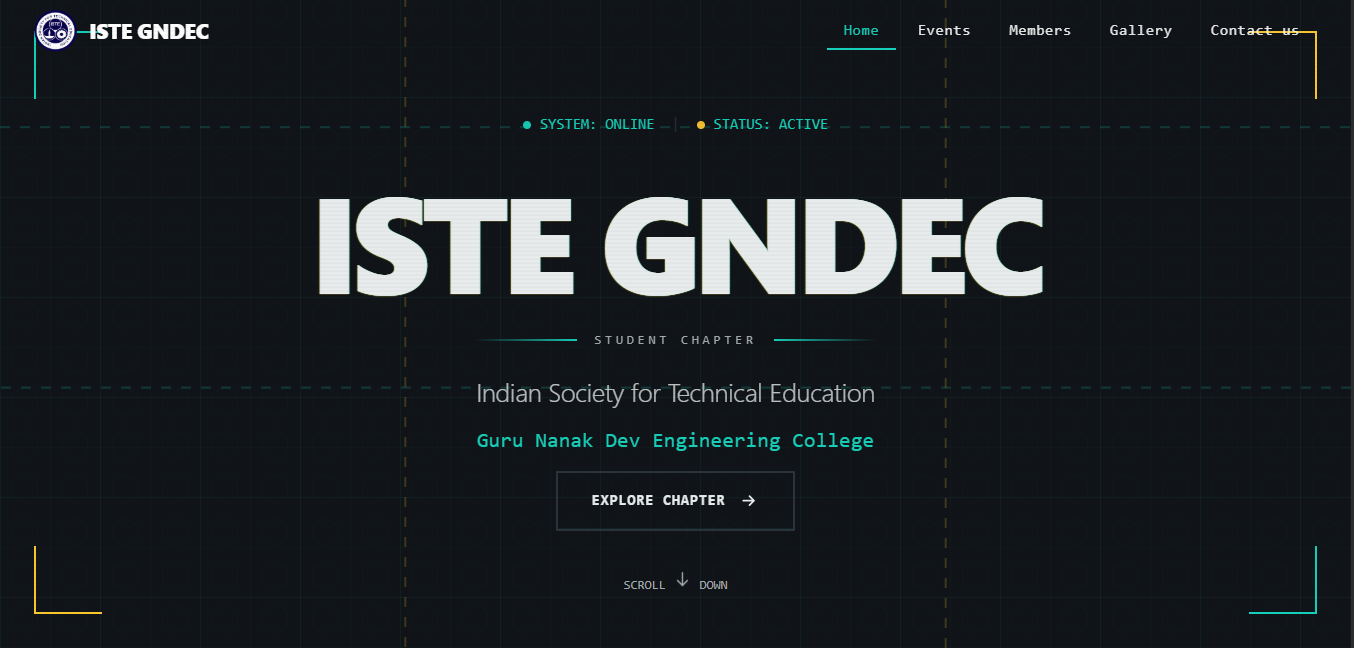 ISTE GNDEC
Home Events Members Gallery Contact us
SYSTEM: ONLINE STATUS: ACTIVE
ISTE GNDEC
STUDENT CHAPTER
Indian Society for Technical Education
Guru Nanak Dev Engineering College
EXPLORE CHAPTER →
SCROLL ↓ DOWN